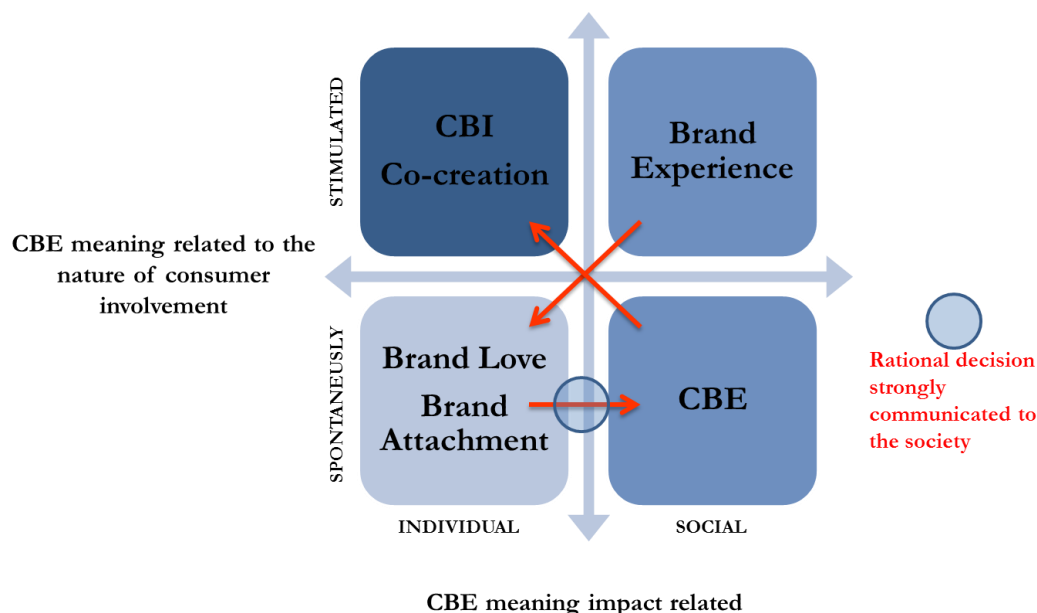 STIMULATED
CBI
Co-creation
Brand
Experience
CBE meaning related to the
nature of consumer
involvement
SPONTANEUSLY
Brand Love
Brand
Attachment
CBE
Rational decision
strongly
communicated to
the society
INDIVIDUAL
SOCIAL
CBE meaning impact related